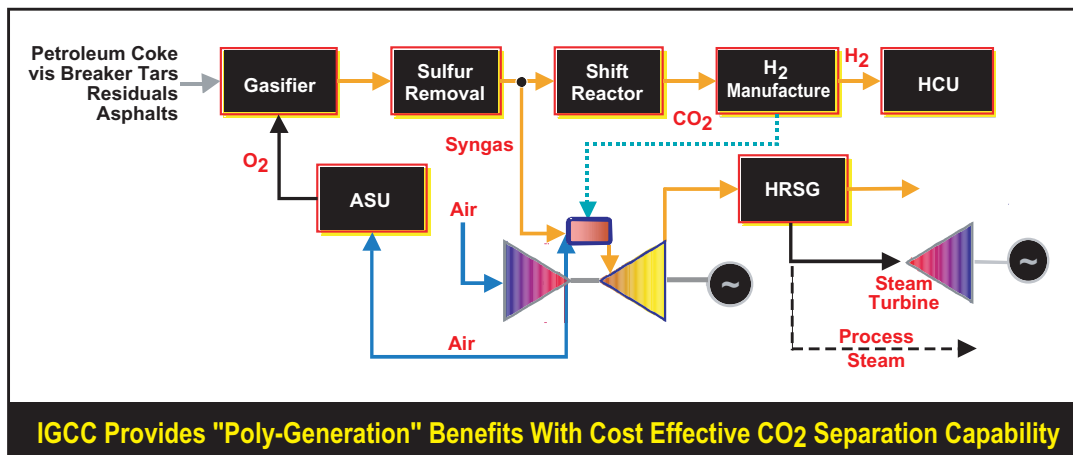 Petroleum Coke
vis Breaker Tars
Residuals
Asphalts
Gasifier
Sulfur
Removal
Shift
Reactor
H2
Manufacture
H2
HCU
CO2
Syngas
O2
ASU
Air
HRSG
~
~
Steam
Turbine
Air
Process
Steam
IGCC Provides "Poly-Generation" Benefits With Cost Effective CO2 Separation Capability